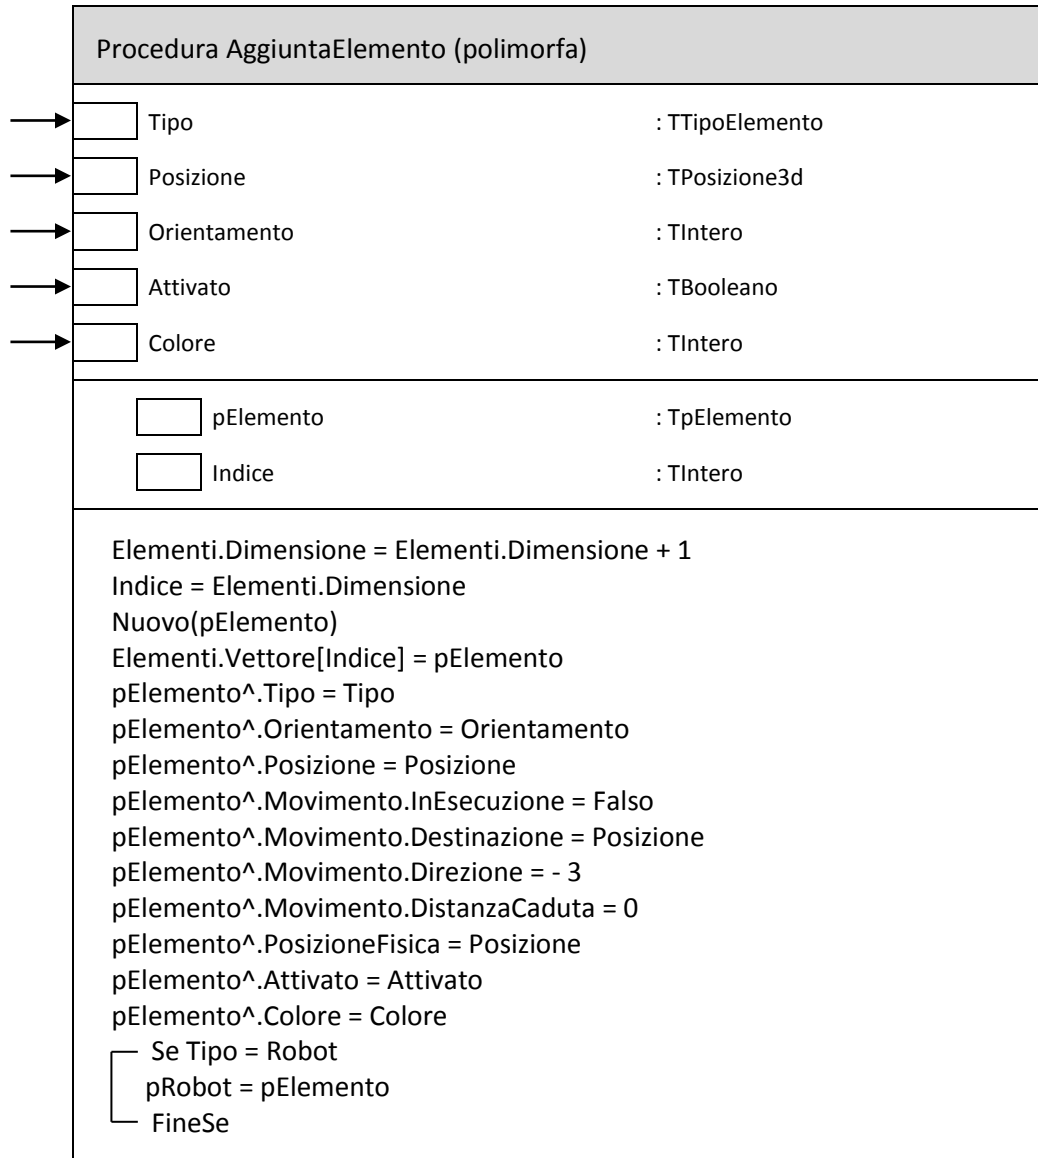 Procedura AggiuntaElemento (polimorfa)
Tipo : TTipoElemento
Posizione : TPosizione3d
Orientamento : TIntero
Attivato : TBooleano
Colore : TIntero
pElemento : TpElemento
Indice : TIntero
Elementi.Dimensione = Elementi.Dimensione + 1
Indice = Elementi.Dimensione
Nuovo(pElemento)
Elementi.Vettore[Indice] = pElemento
pElemento^.Tipo = Tipo
pElemento^.Orientamento = Orientamento
pElemento^.Posizione = Posizione
pElemento^.Movimento.InEsecuzione = Falso
pElemento^.Movimento.Destinazione = Posizione
pElemento^.Movimento.Direzione = - 3
pElemento^.Movimento.DistanzaCaduta = 0
pElemento^.PosizioneFisica = Posizione
pElemento^.Attivato = Attivato
pElemento^.Colore = Colore
Se Tipo = Robot
pRobot = pElemento
FineSe